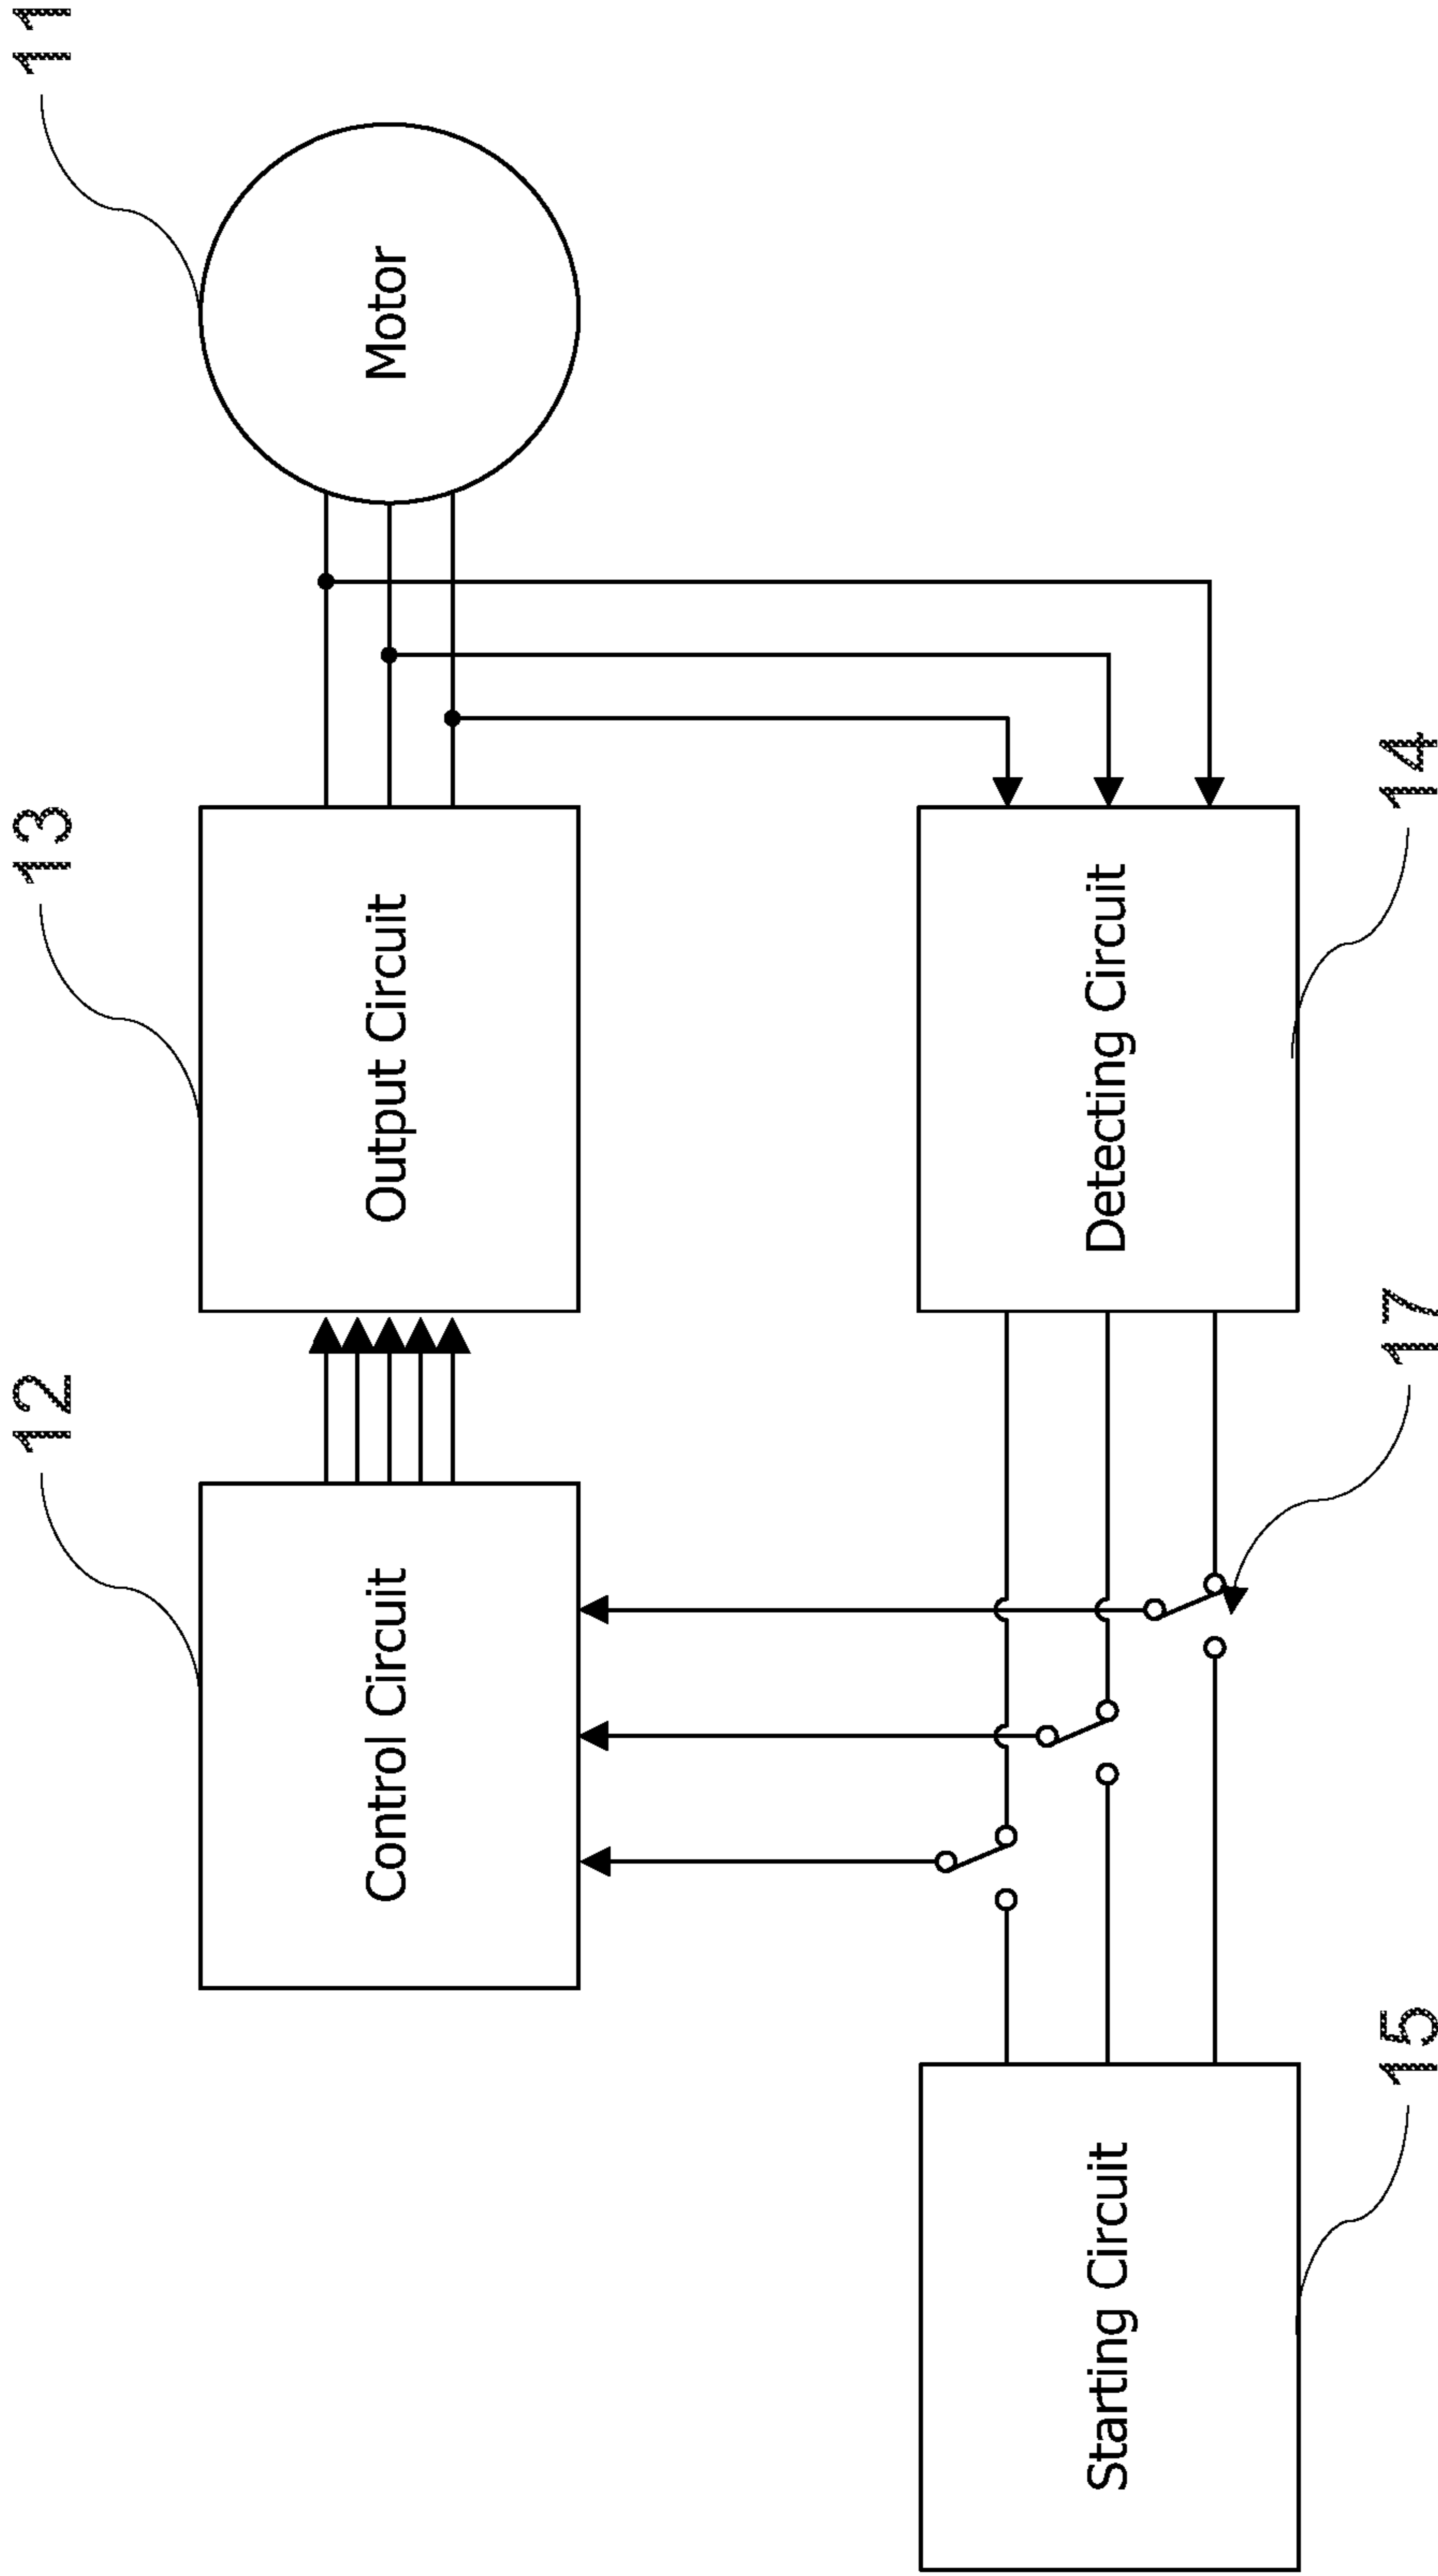 12
13
11
Control Circuit
Output Circuit
Motor
Starting Circuit
Detecting Circuit
15
17
14